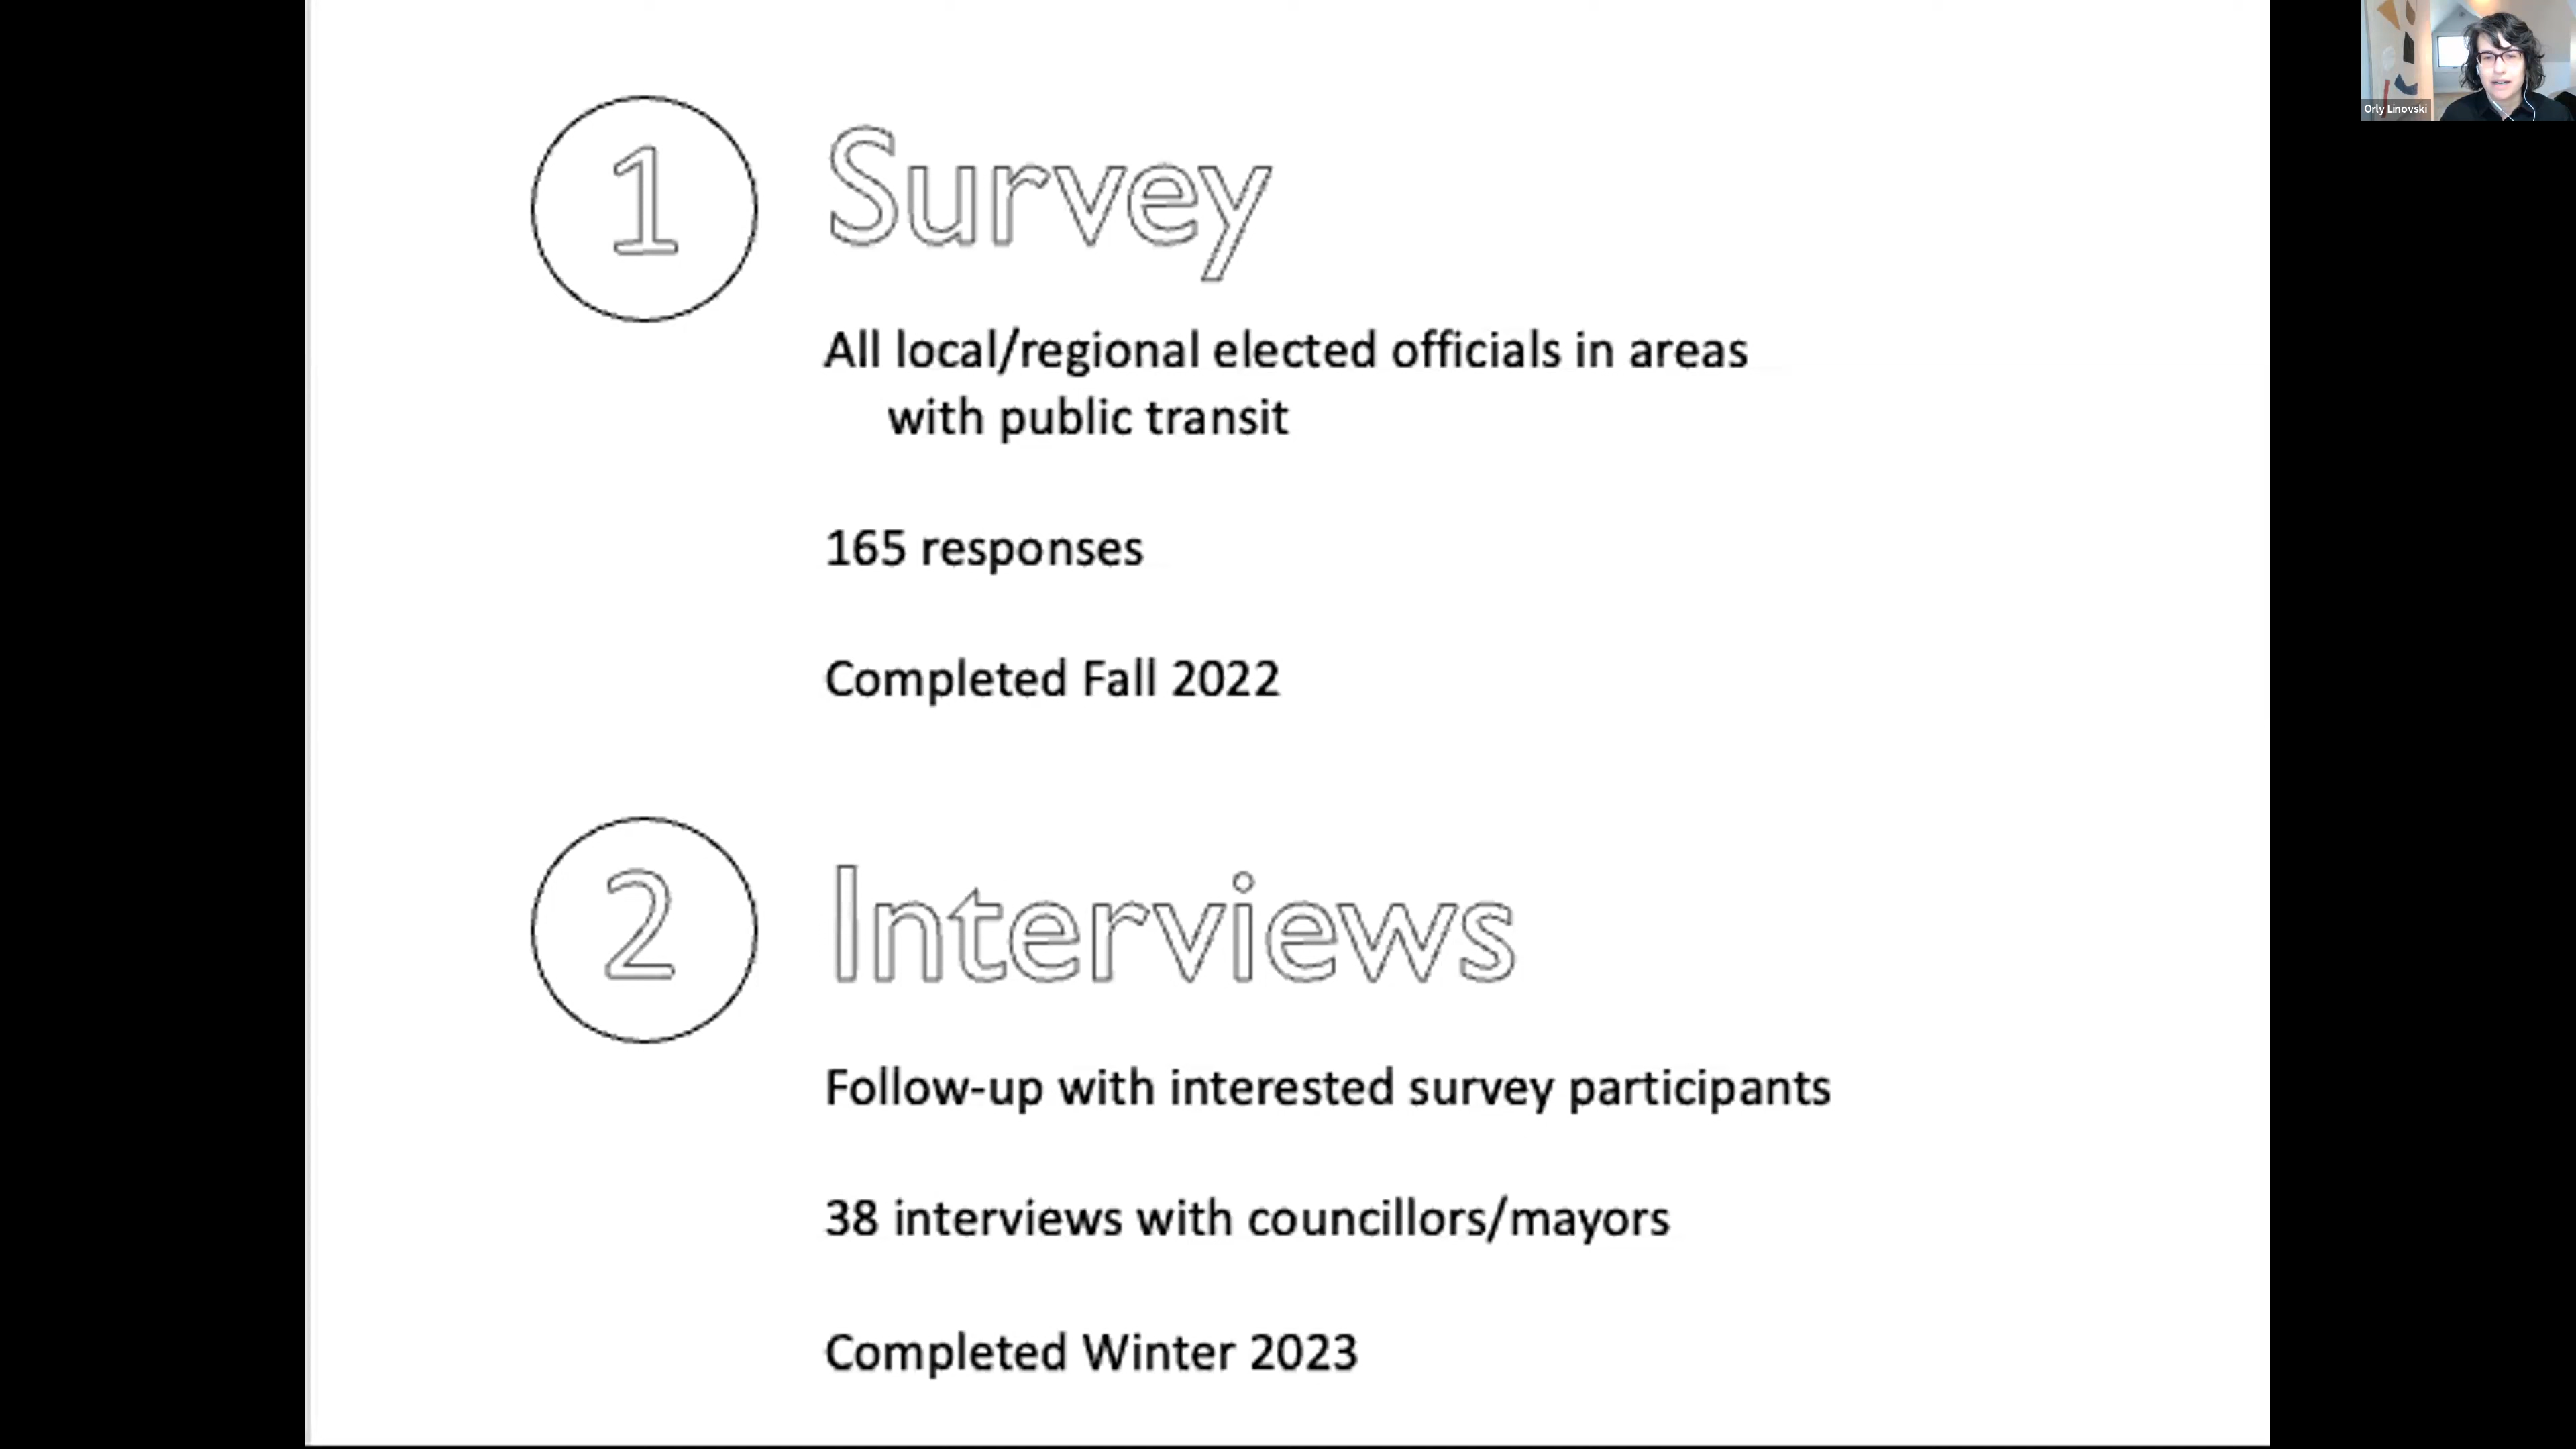 1
Survey
All local/regional elected officials in areas
with public transit
165 responses
Completed Fall 2022
2
Interviews
Follow-up with interested survey participants
38 interviews with councillors/mayors
Completed Winter 2023
Orly Linovski